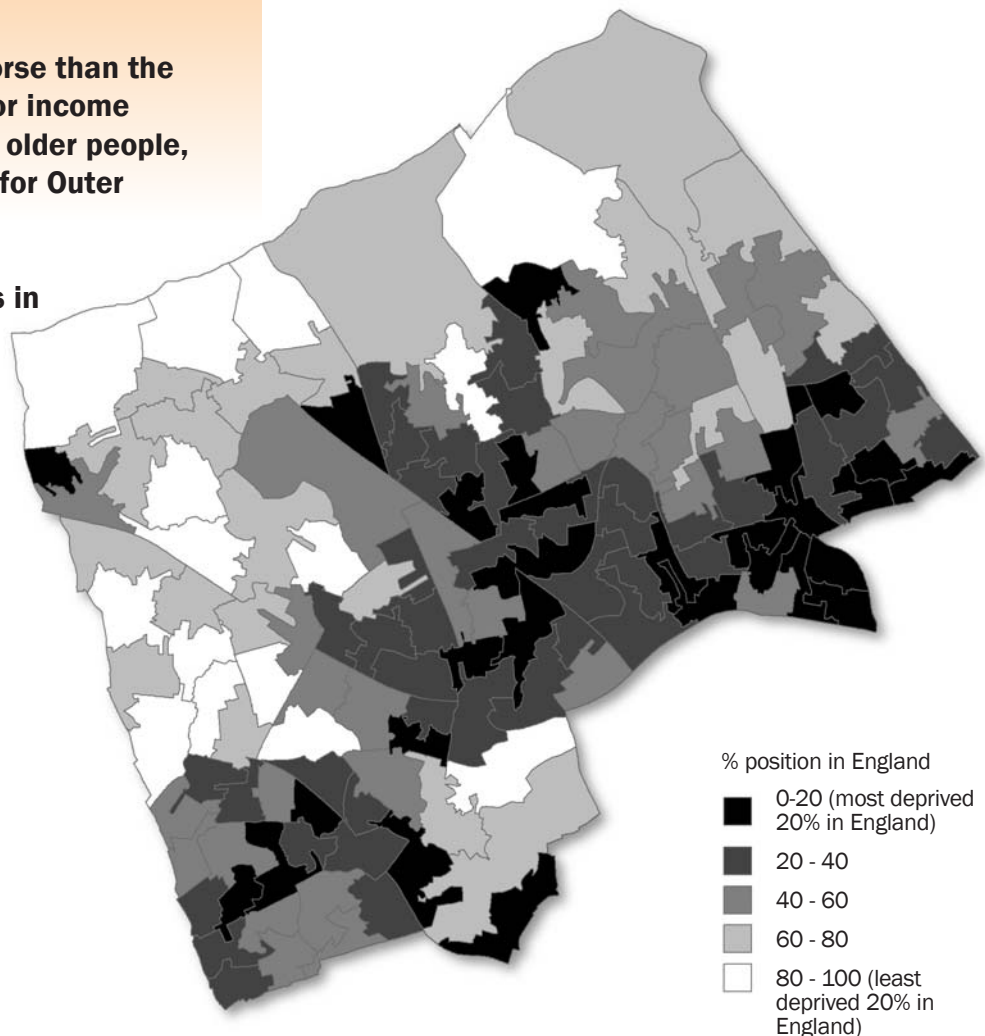 orse than the
or income
older people,
for Outer
s in
% position in England
0-20 (most deprived
20% in England)
20 - 40
40 - 60
60 - 80
80 - 100 (least
deprived 20% in
England)